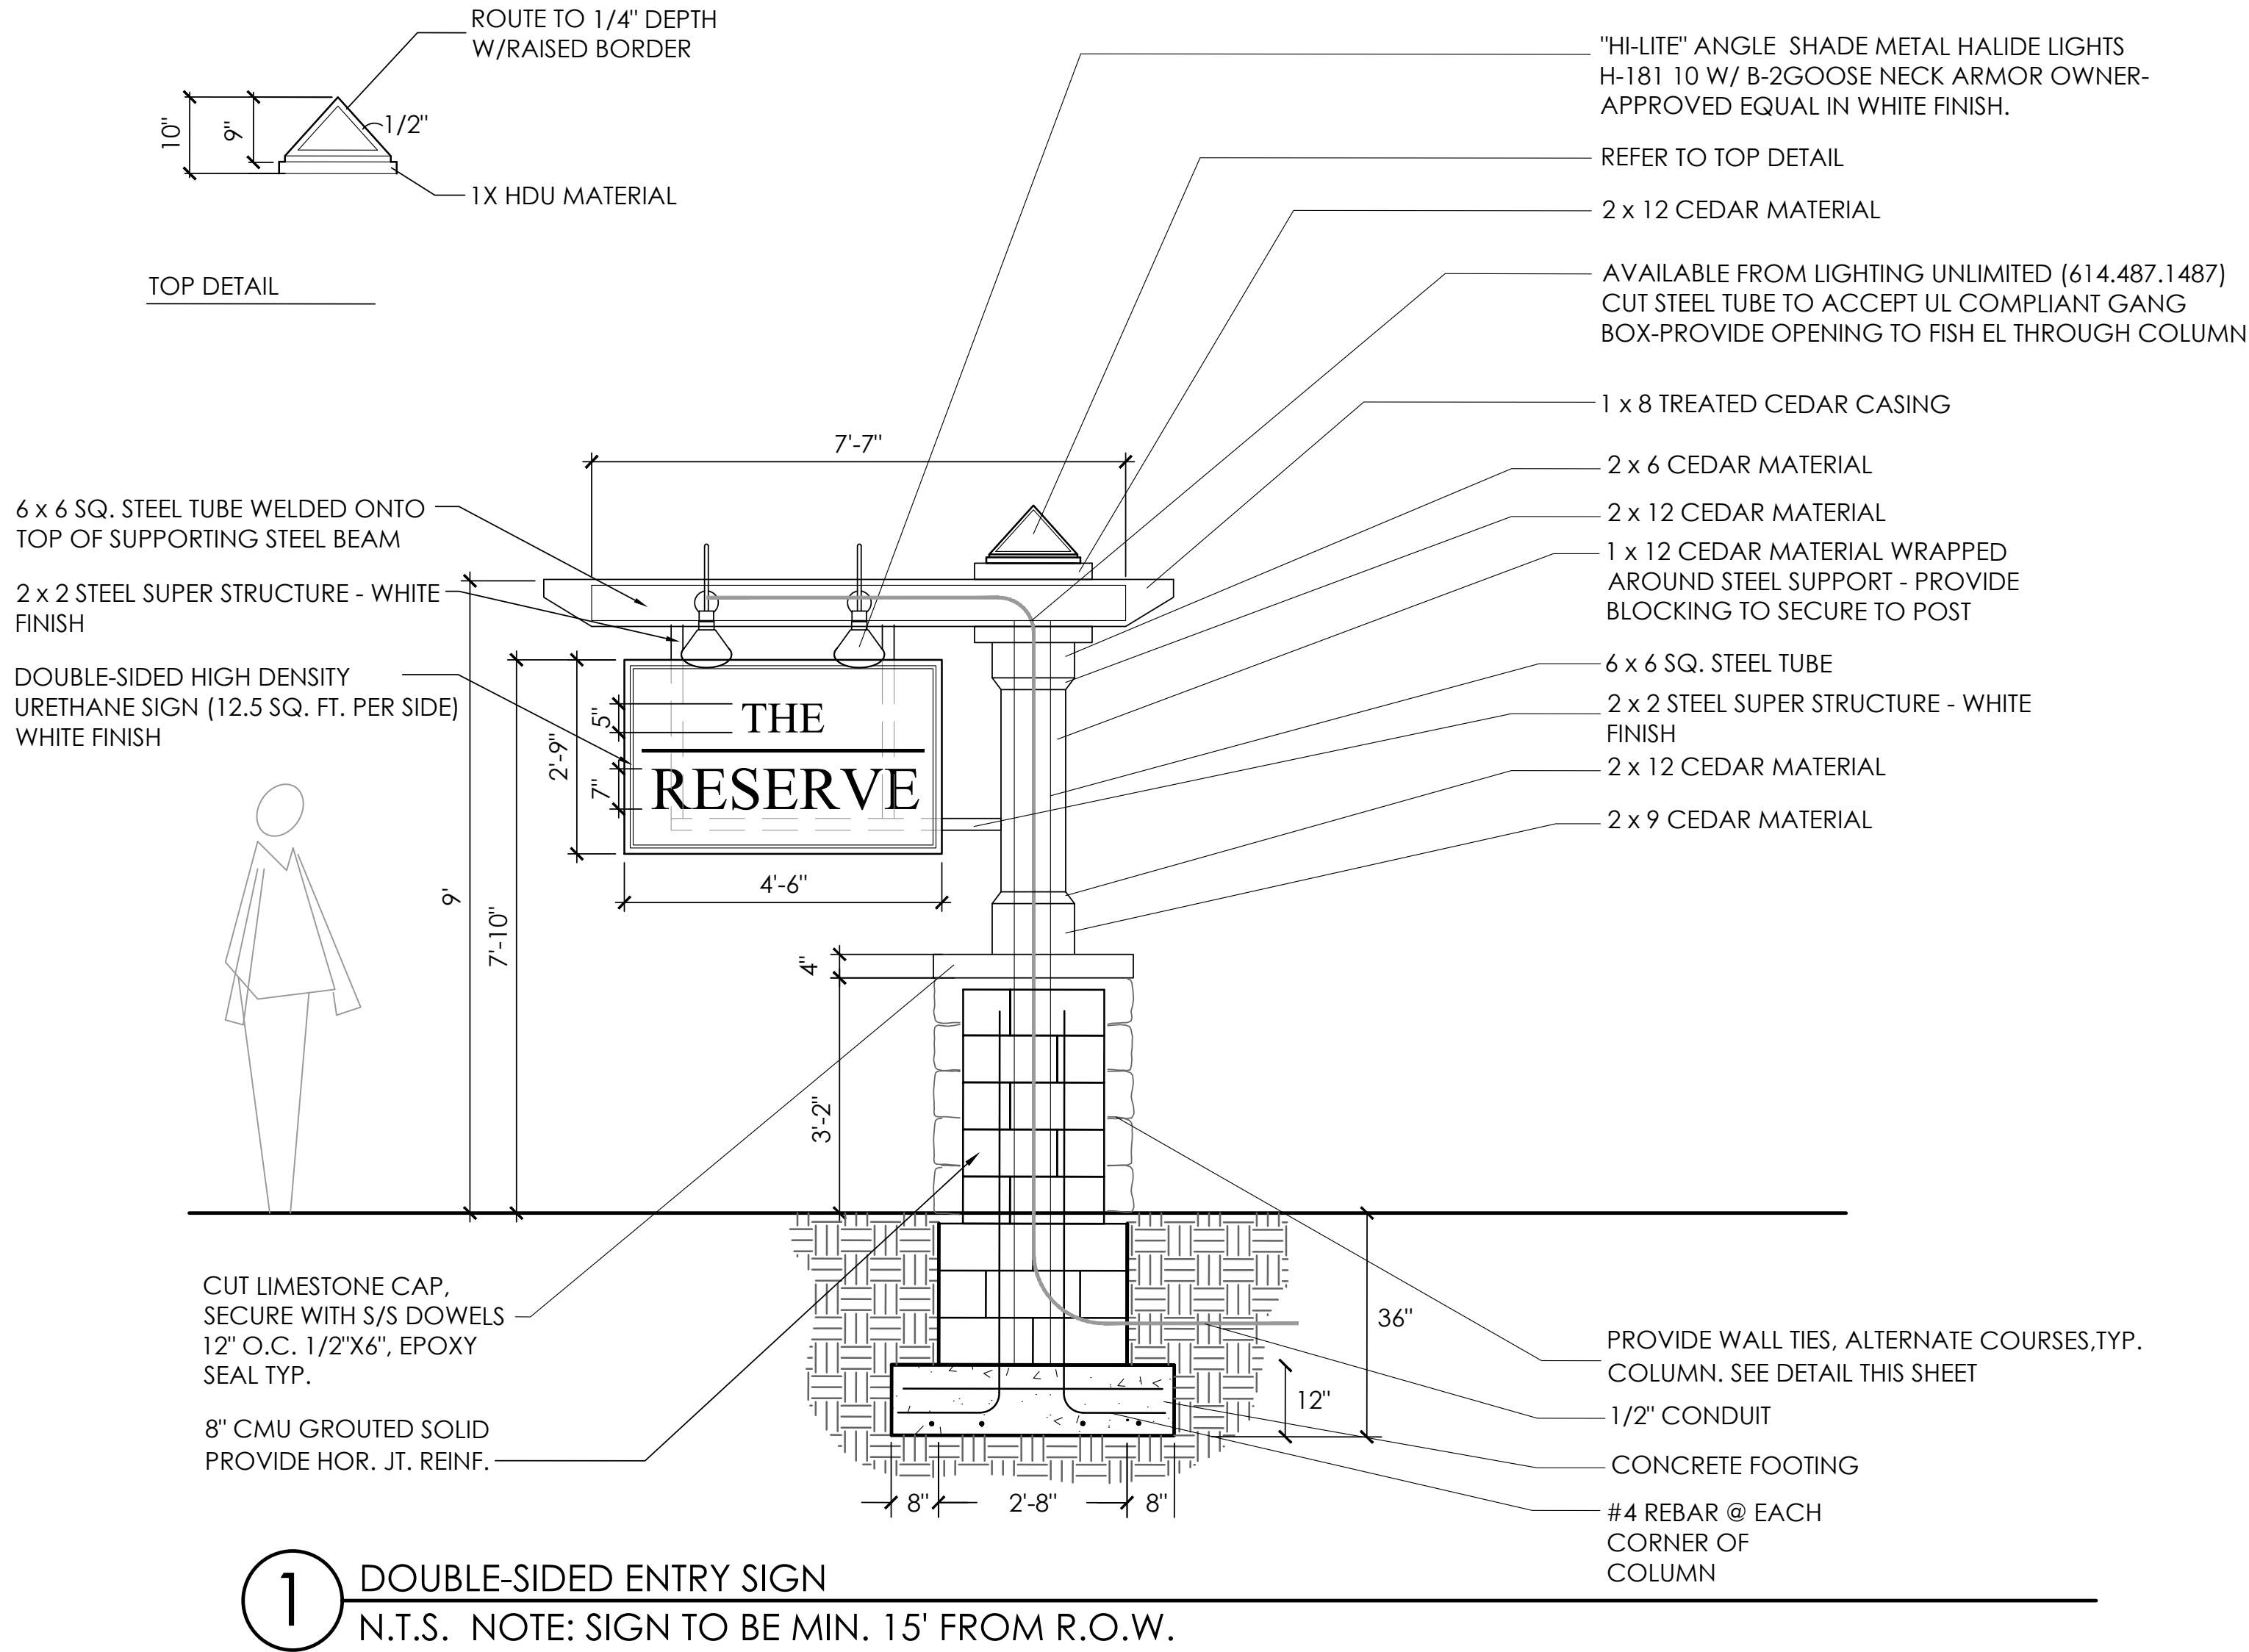 ROUTE TO 1/4" DEPTH
W/RAISED BORDER
10"
9"
1/2"
1X HDU MATERIAL
TOP DETAIL
"HI-LITE" ANGLE SHADE METAL HALIDE LIGHTS
H-181 10 W/ B-2GOOSE NECK ARMOR OWNER-
APPROVED EQUAL IN WHITE FINISH.
REFER TO TOP DETAIL
2 x 12 CEDAR MATERIAL
AVAILABLE FROM LIGHTING UNLIMITED (614.487.1487)
CUT STEEL TUBE TO ACCEPT UL COMPLIANT GANG
BOX-PROVIDE OPENING TO FISH EL THROUGH COLUMN
1 x 8 TREATED CEDAR CASING
2 x 6 CEDAR MATERIAL
2 x 12 CEDAR MATERIAL
1 x 12 CEDAR MATERIAL WRAPPED
AROUND STEEL SUPPORT - PROVIDE
BLOCKING TO SECURE TO POST
6 x 6 SQ. STEEL TUBE
2 x 2 STEEL SUPER STRUCTURE - WHITE
FINISH
2 x 12 CEDAR MATERIAL
2 x 9 CEDAR MATERIAL
7'-7"
6 x 6 SQ. STEEL TUBE WELDED ONTO
TOP OF SUPPORTING STEEL BEAM
2 x 2 STEEL SUPER STRUCTURE - WHITE
FINISH
DOUBLE-SIDED HIGH DENSITY
URETHANE SIGN (12.5 SQ. FT. PER SIDE)
WHITE FINISH
THE
RESERVE
5"
7"
2'-9"
4'-6"
9'
7'-10"
4"
3'-2"
36"
12"
8"
2'-8"
8"
CUT LIMESTONE CAP,
SECURE WITH S/S DOWELS
12" O.C. 1/2"X6", EPOXY
SEAL TYP.
8" CMU GROUTED SOLID
PROVIDE HOR. JT. REINF.
PROVIDE WALL TIES, ALTERNATE COURSES,TYP.
COLUMN. SEE DETAIL THIS SHEET
1/2" CONDUIT
CONCRETE FOOTING
#4 REBAR @ EACH
CORNER OF
COLUMN
1
DOUBLE-SIDED ENTRY SIGN
N.T.S. NOTE: SIGN TO BE MIN. 15' FROM R.O.W.